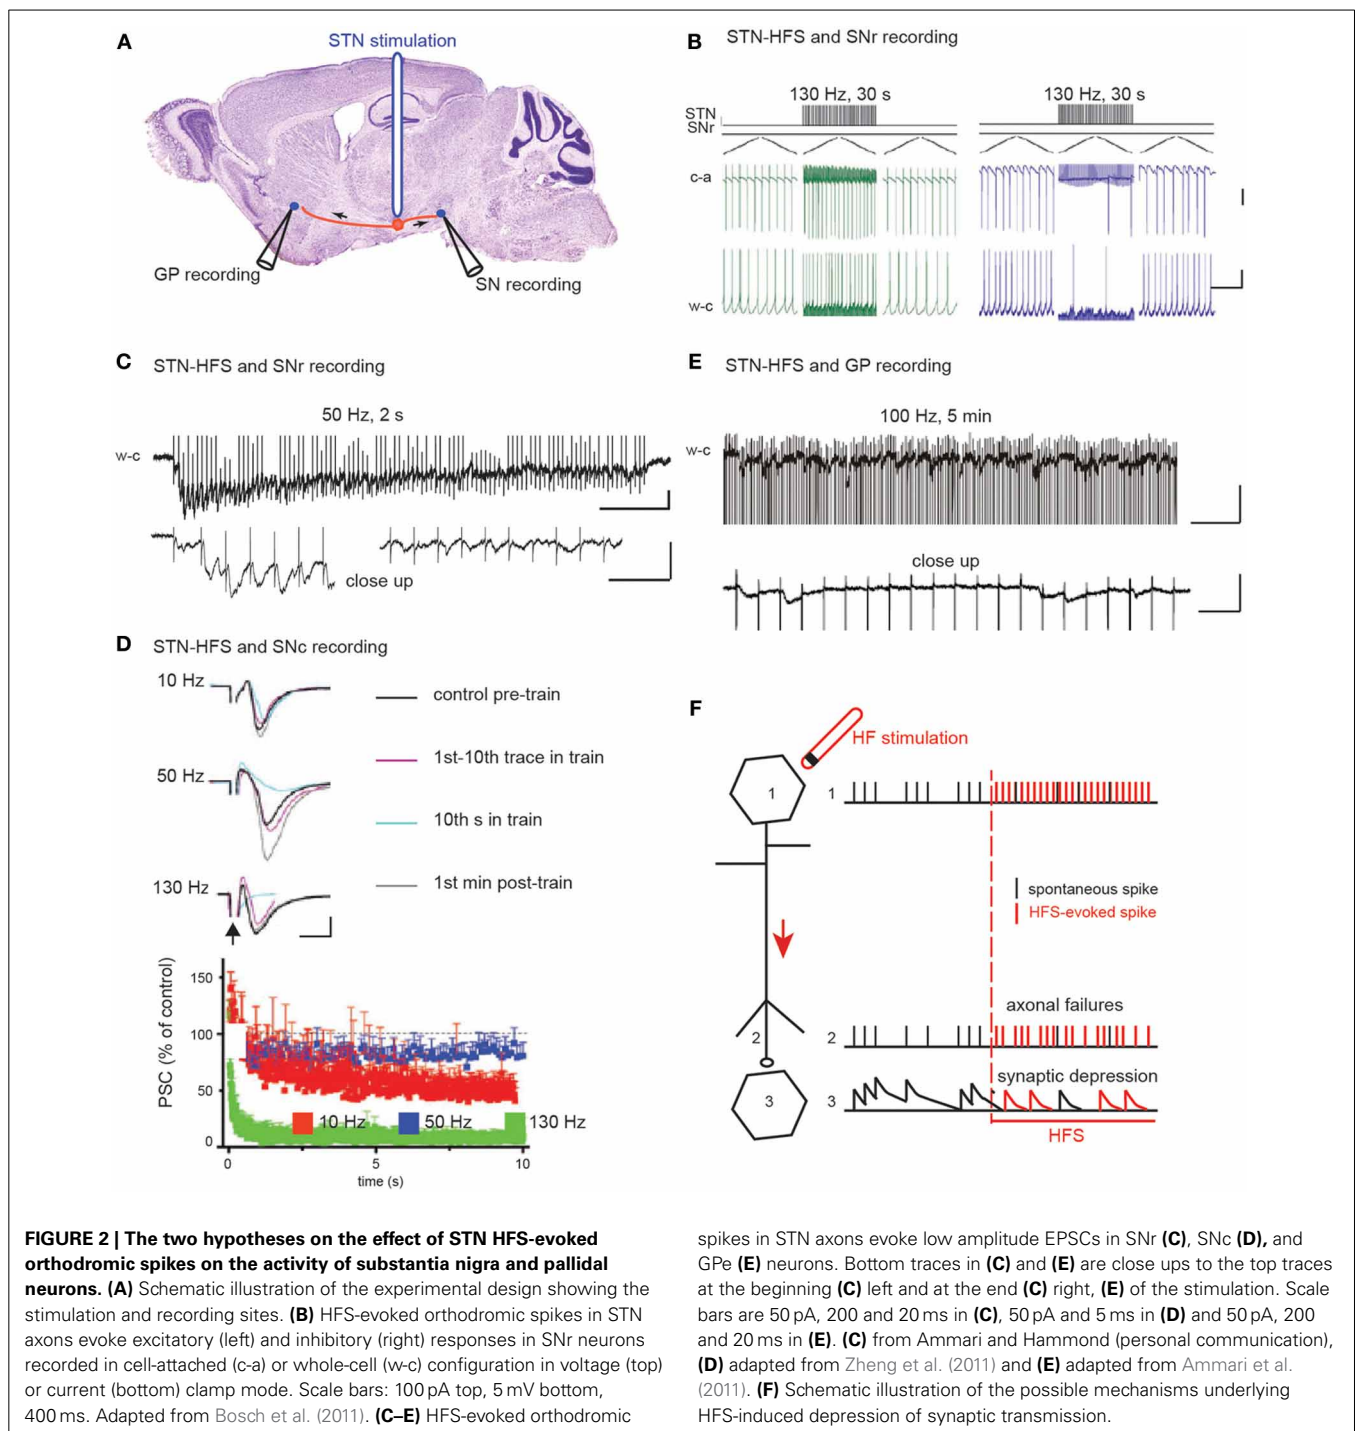 A
STN stimulation
GP recording
SN recording
B
STN-HFS and SNr recording
130 Hz, 30 s
130 Hz, 30 s
STN
SNr
c-a
w-c
C
STN-HFS and SNr recording
50 Hz, 2 s
w-c
close up
E
STN-HFS and GP recording
100 Hz, 5 min
w-c
close up
D
STN-HFS and SNc recording
10 Hz
50 Hz
130 Hz
control pre-train
1st-10th trace in train
10th s in train
1st min post-train
PSC (% of control)
150
100
50
0
10 Hz
50 Hz
130 Hz
0
5
10
time (s)
F
HF stimulation
1
1
spontaneous spike
HFS-evoked spike
axonal failures
2
2
synaptic depression
3
3
HFS
FIGURE 2 | The two hypotheses on the effect of STN HFS-evoked
orthodromic spikes on the activity of substantia nigra and pallidal
neurons. (A) Schematic illustration of the experimental design showing the
stimulation and recording sites. (B) HFS-evoked orthodromic spikes in STN
axons evoke excitatory (left) and inhibitory (right) responses in SNr neurons
recorded in cell-attached (c-a) or whole-cell (w-c) configuration in voltage (top)
or current (bottom) clamp mode. Scale bars: 100 pA top, 5 mV bottom,
400 ms. Adapted from Bosch et al. (2011). (C–E) HFS-evoked orthodromic
spikes in STN axons evoke low amplitude EPSCs in SNr (C), SNc (D), and
GPe (E) neurons. Bottom traces in (C) and (E) are close ups to the top traces
at the beginning (C) left and at the end (C) right, (E) of the stimulation. Scale
bars are 50 pA, 200 and 20 ms in (C), 50 pA and 5 ms in (D) and 50 pA, 200
and 20 ms in (E). (C) from Ammari and Hammond (personal communication),
(D) adapted from Zheng et al. (2011) and (E) adapted from Ammari et al.
(2011). (F) Schematic illustration of the possible mechanisms underlying
HFS-induced depression of synaptic transmission.